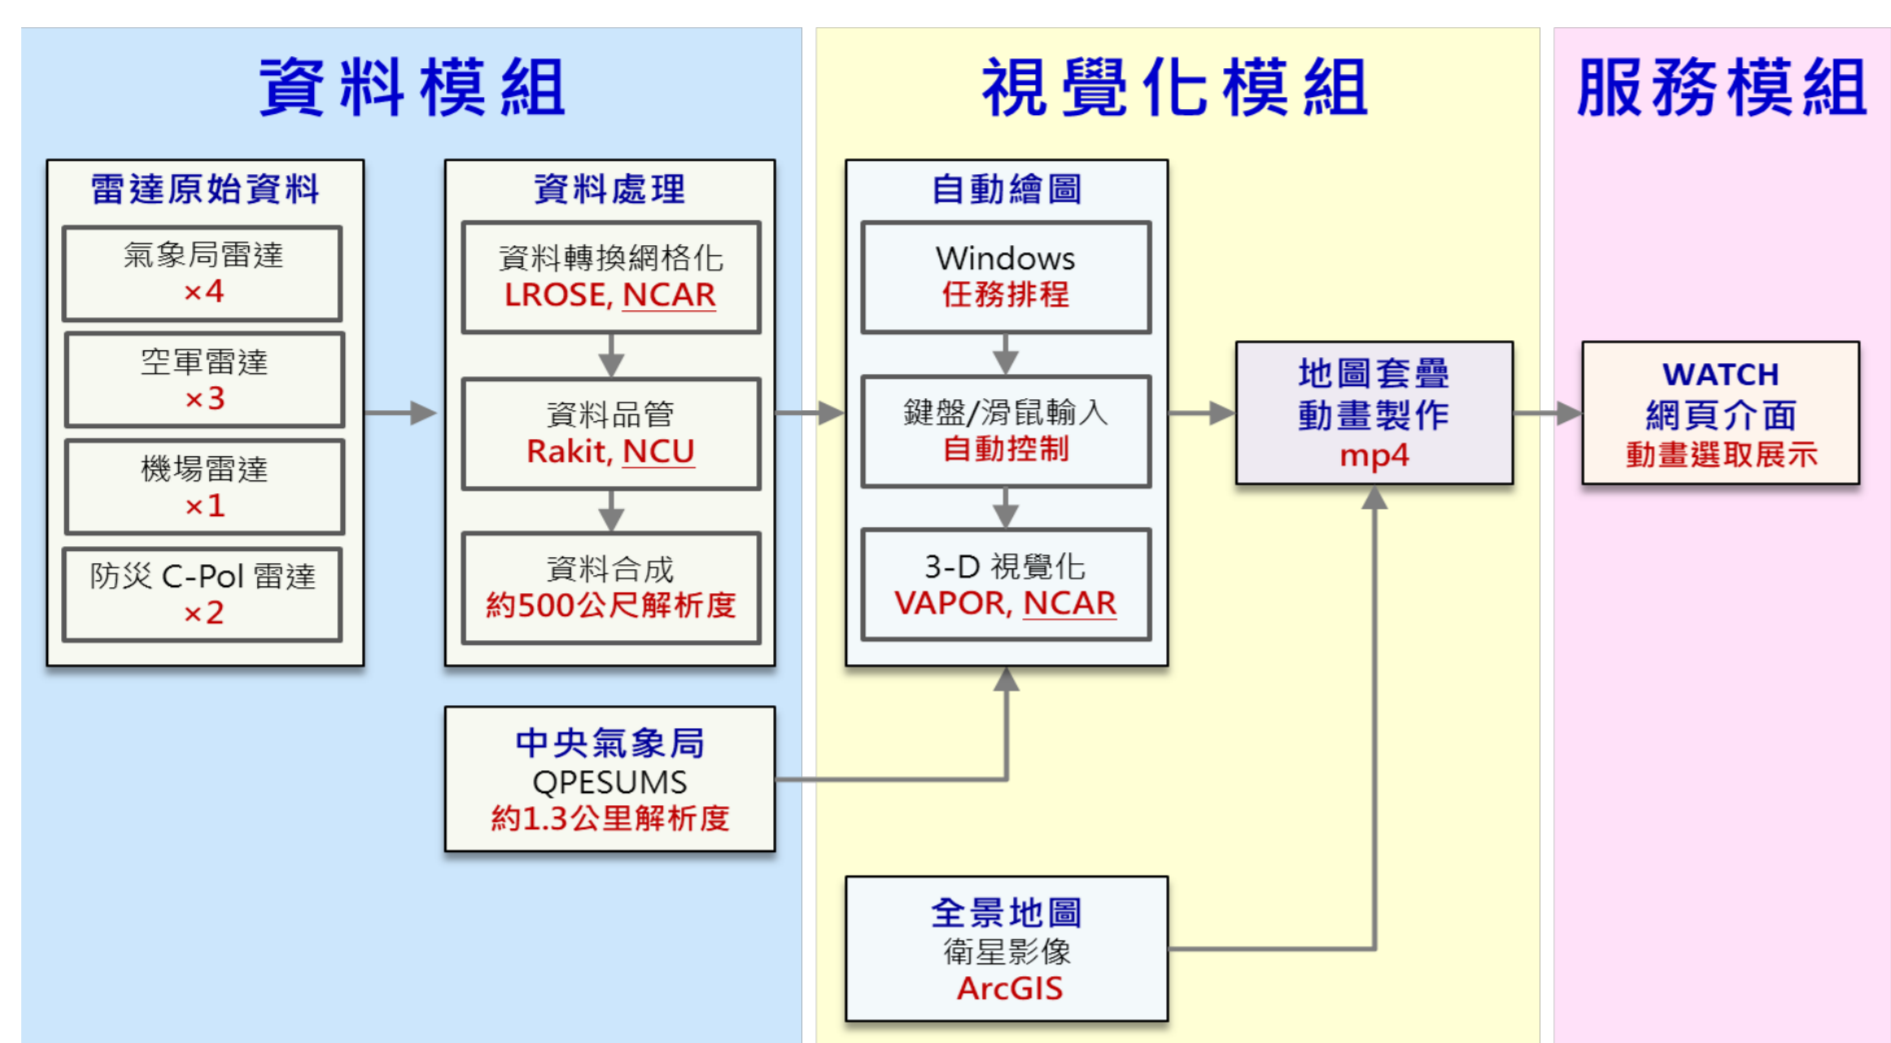 資料模組
雷達原始資料
氣象局雷達
×4
空軍雷達
×3
機場雷達
×1
防災 C-Pol 雷達
×2
資料處理
資料轉換網格化
LROSE, NCAR
資料品管
Rakit, NCU
資料合成
約500公尺解析度
中央氣象局
QPESUMS
約1.3公里解析度
視覺化模組
自動繪圖
Windows
任務排程
鍵盤/滑鼠輸入
自動控制
3-D 視覺化
VAPOR, NCAR
地圖套疊
動畫製作
mp4
全景地圖
衛星影像
ArcGIS
服務模組
WATCH
網頁介面
動畫選取展示